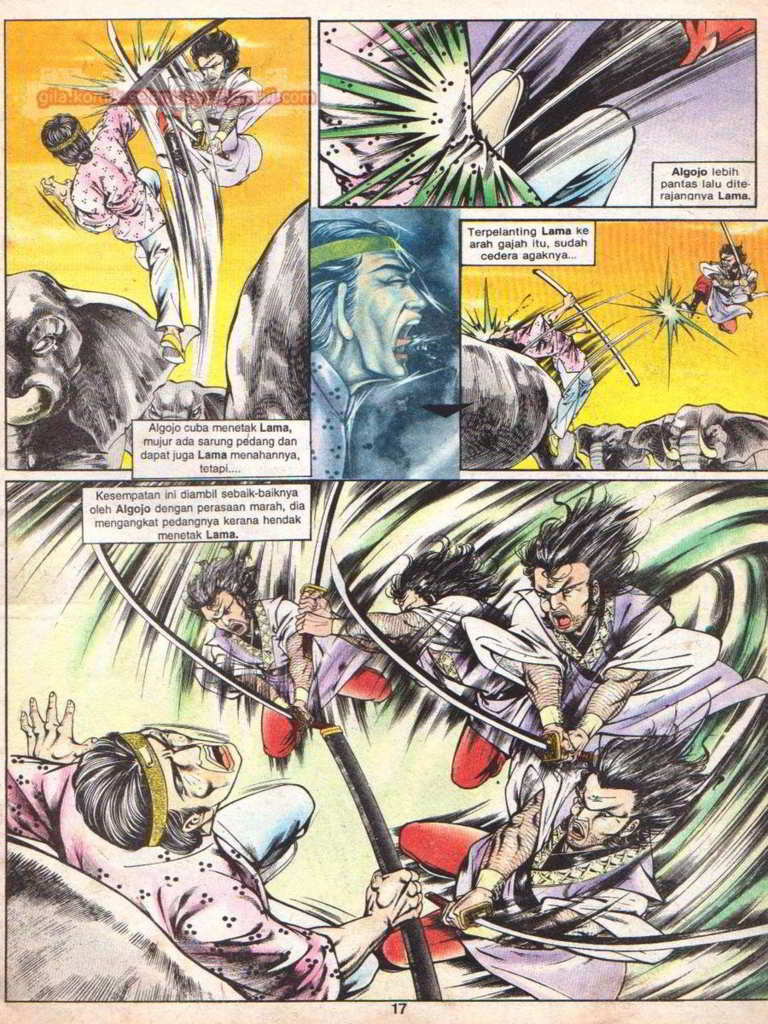 Algojo cuba menetak Lama,
mujur ada sarung pedang dan
dapat juga Lama menahannya,
tetapi....
Algojo lebih
pantas lalu dite-
rajangnya Lama.
Terpelanting Lama ke
arah gajah itu, sudah
cedera agaknya...
Kesempatan ini diambil sebaik-baiknya
oleh Algojo dengan perasaan marah, dia
mengangkat pedangnya kerana hendak
menetak Lama.
17